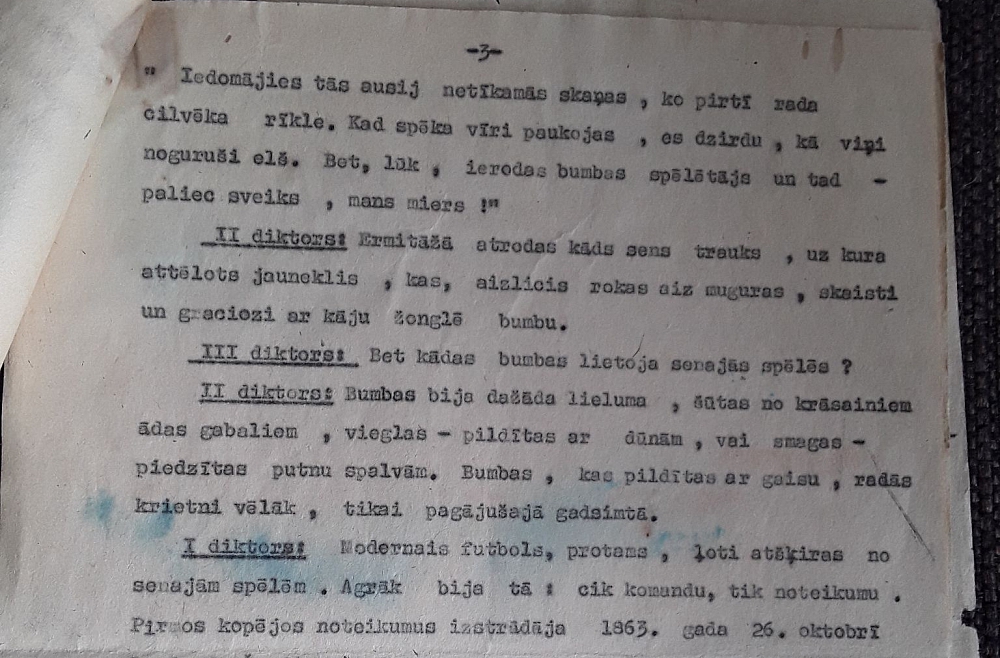 -3-
" Iedomājies tās ausij netīkamās skaņas , ko pirtī rada
cilvēka rīkle. Kad spēka vīri paukojas , es dzirdu , kā viņi
noguruši elš. Bet, lūk , ierodas bumbas spēlētājs un tad -
paliec sveiks , mans miers !"
II diktors: Ermitāžā atrodas kāds sens trauks , uz kura
attēlots jauneklis , kas, aizlicis rokas aiz muguras , skaisti
un graciozi ar kāju žonglē bumbu.
III diktors: Bet kādas bumbas lietoja senajās spēlēs ?
II diktors: Bumbas bija dažāda lieluma , šūtas no krāsainiem
ādas gabaliem , vieglas - pildītas ar dūnām , vai smagas -
piedzītas putnu spalvām. Bumbas , kas pildītas ar gaisu , radās
krietni vēlāk , tikai pagājušajā gadsimtā.
I diktors: Modernais futbols, protams , ļoti atšķiras no
senajām spēlēm . Agrāk bija tā : cik komandu, tik noteikumu .
Pirmos kopējos noteikumus izstrādāja 1863. gada 26. oktobrī